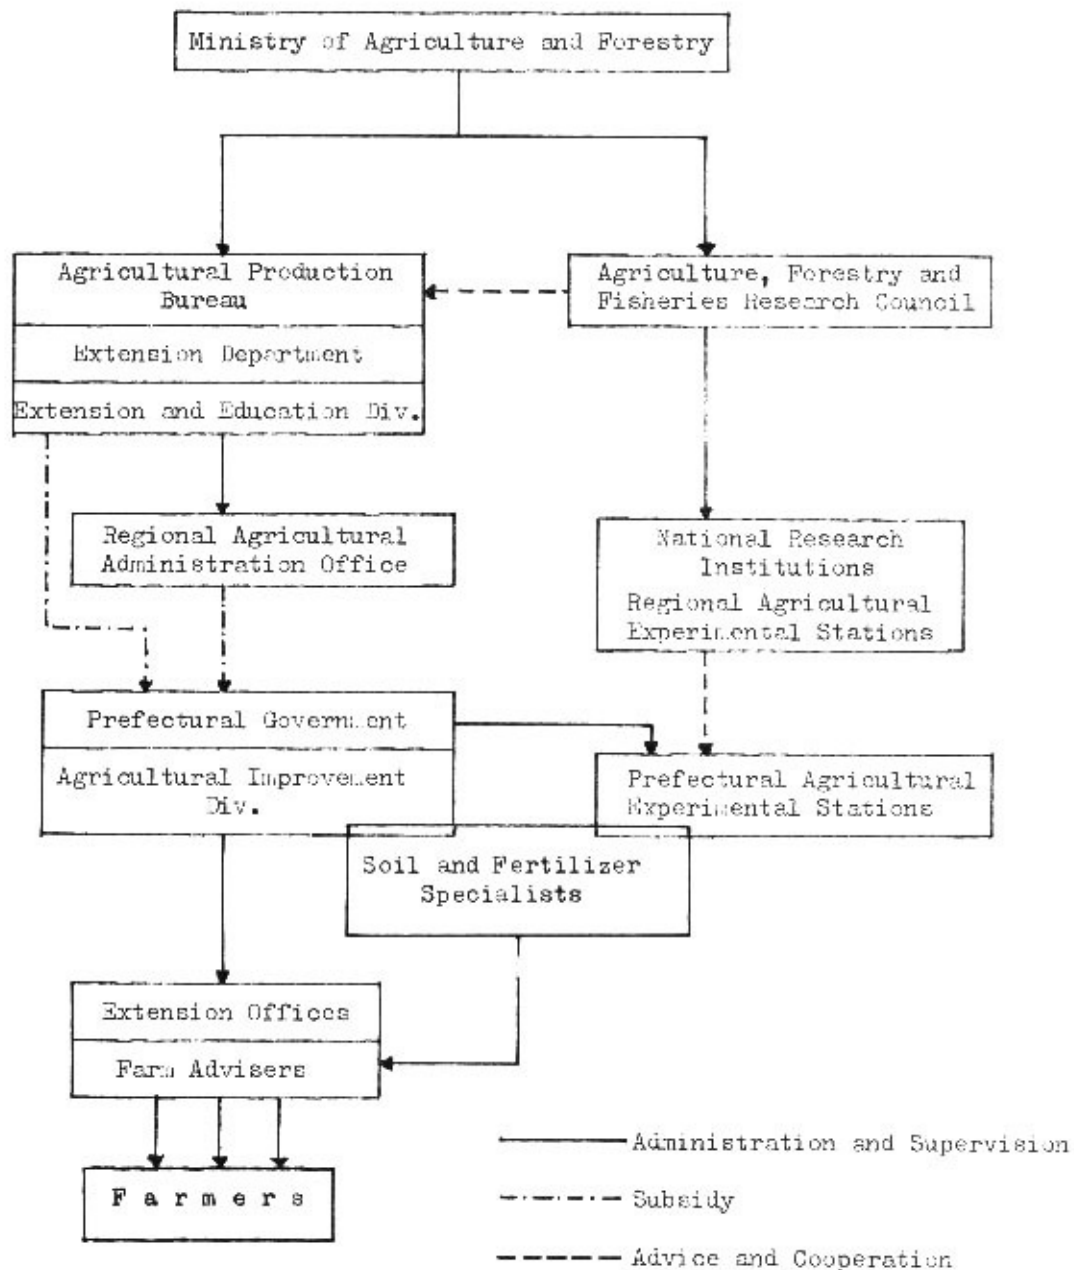 Ministry of Agriculture and Forestry
Agricultural Production
Bureau
Extension Department
Extension and Education Div.
Agriculture, Forestry and
Fisheries Research Council
Regional Agricultural
Administration Office
National Research
Institutions
Regional Agricultural
Experimental Stations
Prefectural Government
Agricultural Improvement
Div.
Prefectural Agricultural
Experimental Stations
Soil and Fertilizer
Specialists
Extension Offices
Farm Advisers
Farmers
Administration and Supervision
Subsidy
Advice and Cooperation